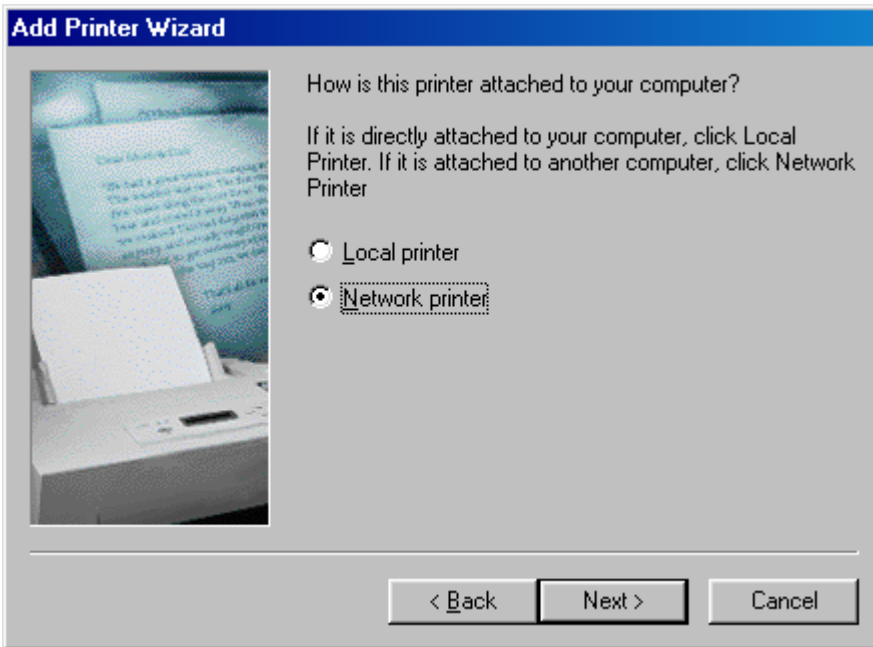 Add Printer Wizard
How is this printer attached to your computer?
If it is directly attached to your computer, click Local
Printer. If it is attached to another computer, click Network
Printer
Local printer
Network printer
< Back
Next >
Cancel